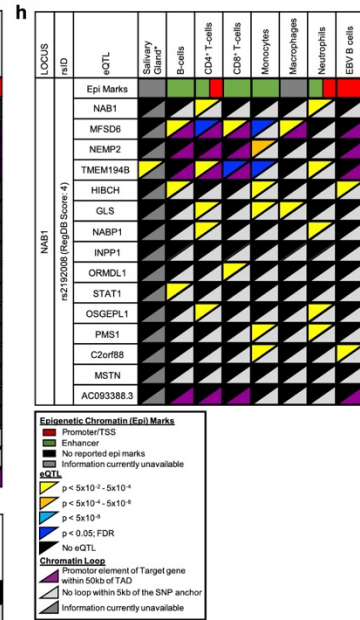 h
LOCUS
rsID
eQTL
Salivary Gland*
B-cells
CD4+ T-cells
CD8+ T-cells
Monocytes
Macrophages
Neutrophils
EBV B cells
NAB1
rs2192008 (RegDB Score: 4)
Epi Marks
NAB1
MFSD6
NEMP2
TMEM194B
HIBCH
GLS
NABP1
INPP1
ORMDL1
STAT1
OSGEPL1
PMS1
C2orf88
MSTN
AC093388.3
Epigenetic Chromatin (Epi) Marks
Promoter/TSS
Enhancer
No reported epi marks
Information currently unavailable
eQTL
p < 5x10-2 - 5x10-4
p < 5x10-4 - 5x10-8
p < 5x10-8
p < 0.05; FDR
No eQTL
Chromatin Loop
Promoter element of Target gene
within 50kb of TAD
No loop within 5kb of the SNP anchor
Information currently unavailable